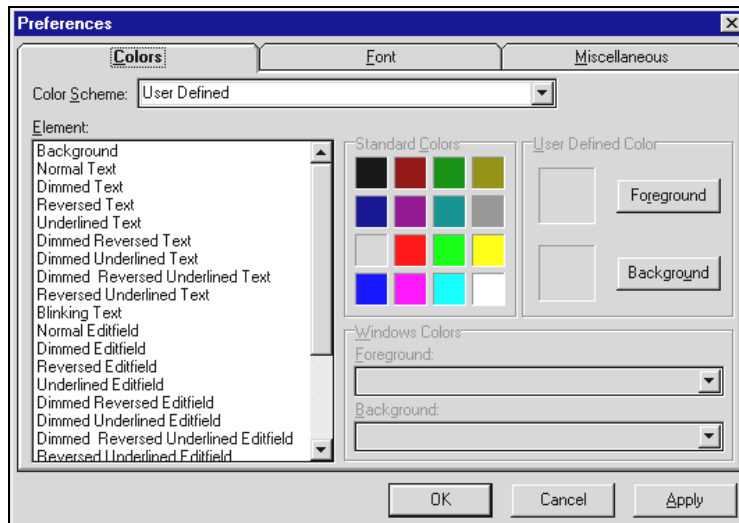 Preferences
Colors Font Miscellaneous
Color Scheme: User Defined
Element:
Background
Normal Text
Dimmed Text
Reversed Text
Underlined Text
Dimmed Reversed Text
Dimmed Underlined Text
Dimmed  Reversed Underlined Text
Reversed Underlined Text
Blinking Text
Normal Editfield
Dimmed Editfield
Reversed Editfield
Underlined Editfield
Dimmed Reversed Editfield
Dimmed Underlined Editfield
Dimmed  Reversed Underlined Editfield
Reversed Underlined Editfield
Standard Colors
User Defined Color
Foreground
Background
Windows Colors
Foreground:
Background:
OK Cancel Apply